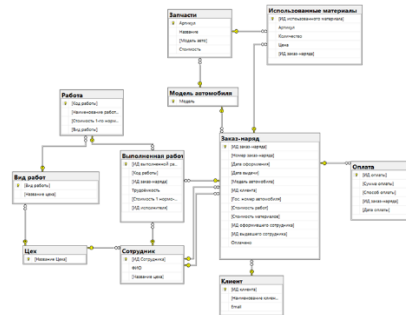 Запчасти
Артикул
Название
[Модель авто]
Стоимость
Использованные материалы
[ИД использованного материала]
Артикул
Количество
Цена
[ИД заказ-наряда]
Модель автомобиля
Модель
Работа
[Код работы]
[Наименование работ...
[Стоимость 1-го нормо...
[Вид работы]
Вид работ
[Вид работы]
[Название цеха]
Выполненная работ
[ИД выполненной ра...
[Код работы]
[ИД заказ-наряда]
Трудоёмкость
[Стоимость 1 нормо-...
[ИД исполнителя]
Заказ-наряд
[ИД заказ-наряда]
[Номер заказ-наряда]
[Дата оформления]
[Дата выдачи]
[Модель автомобиля]
[ИД клиента]
[Гос. номер автомобиля]
[Стоимость работ]
[Стоимость материалов]
[ИД оформившего сотрудника]
[ИД выдавшего сотрудника]
Описание
Оплата
[ИД оплаты]
[Сумма оплаты]
[Способ оплаты]
[ИД заказ-наряда]
[Дата оплаты]
Цех
[Название Цеха]
Сотрудник
[ИД Сотрудника]
ФИО
[Название цеха]
Клиент
[ИД клиента]
[Наименование клиен...
Email